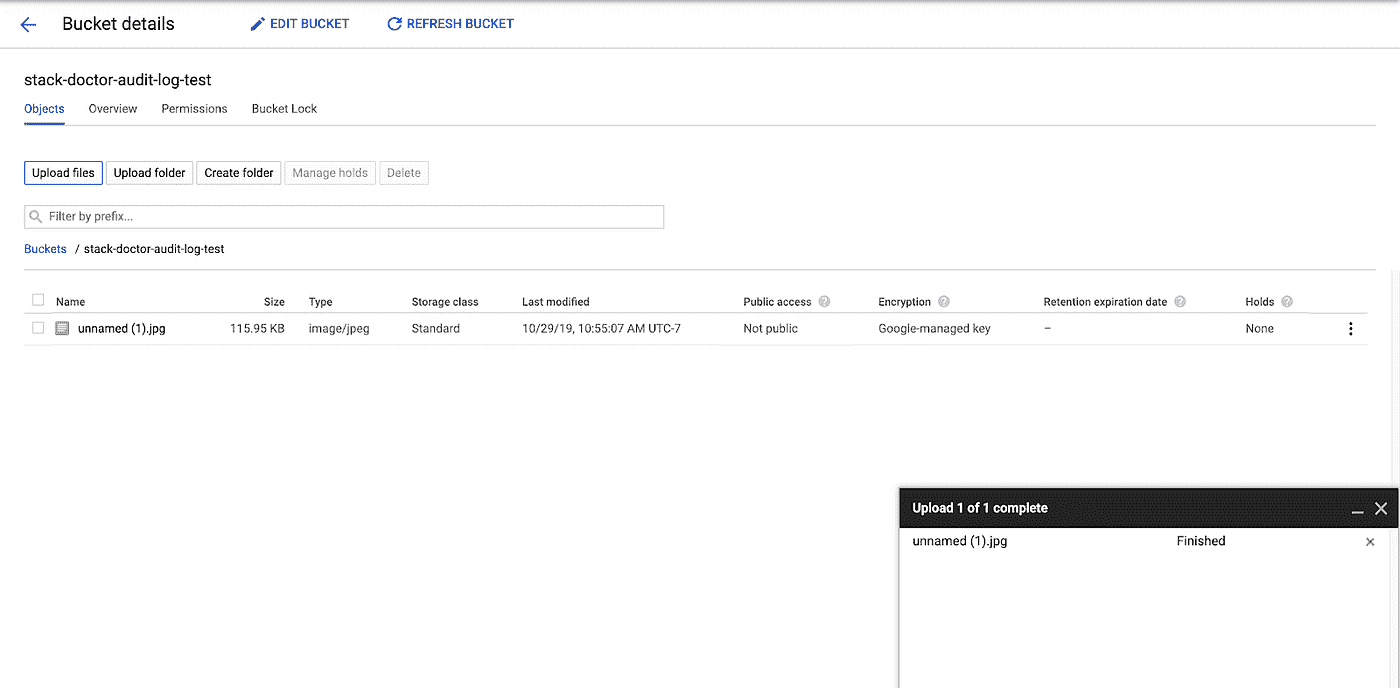 Bucket details EDIT BUCKET REFRESH BUCKET
stack-doctor-audit-log-test
Objects Overview Permissions Bucket Lock
Upload files Upload folder Create folder Manage holds Delete
Filter by prefix...
Buckets / stack-doctor-audit-log-test
Name Size Type Storage class Last modified Public access Encryption Retention expiration date Holds
unnamed (1).jpg 115.95 KB image/jpeg Standard 10/29/19, 10:55:07 AM UTC-7 Not public Google-managed key – None
Upload 1 of 1 complete
unnamed (1).jpg Finished